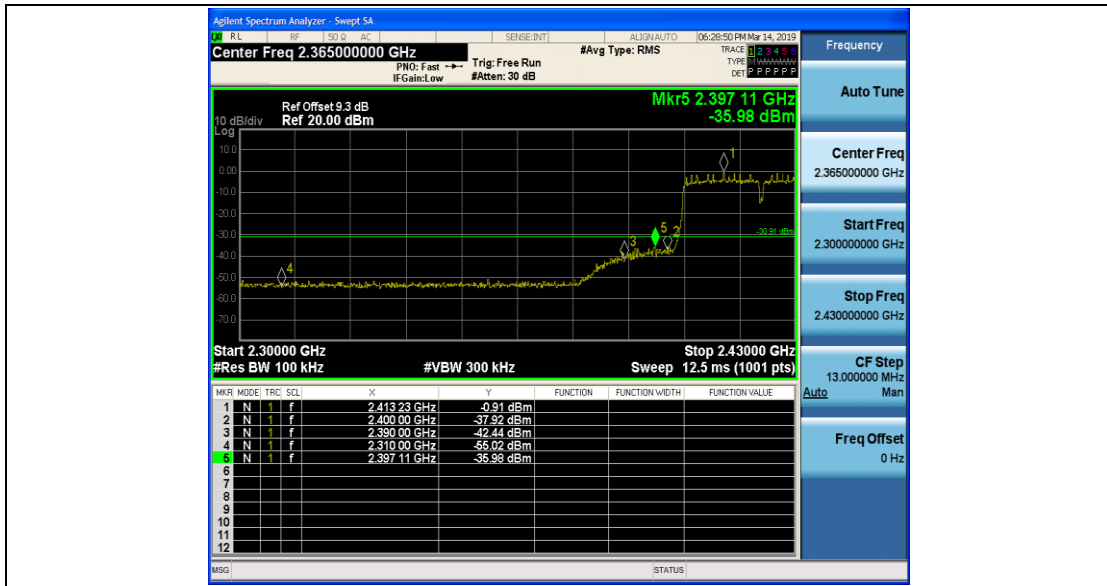 Agilent Spectrum Analyzer - Swept SA
RL RF 50 Ω AC SENSE:INT ALIGNAUTO 06:28:50 PM Mar 14, 2019
Center Freq 2.365000000 GHz
PNO: Fast
IFGain:Low
Trig: Free Run
#Atten: 30 dB
#Avg Type: RMS
TRACE 1 2 3 4 5 6
TYPE M
DET P P P P P P
Frequency
Auto Tune
Center Freq
2.365000000 GHz
Start Freq
2.300000000 GHz
Stop Freq
2.430000000 GHz
CF Step
13.000000 MHz
Auto Man
Freq Offset
0 Hz
Mkr5 2.397 11 GHz
-35.98 dBm
Ref Offset 9.3 dB
10 dB/div Ref 20.00 dBm
Log
10.0
0.00
-10.0
-20.0
-30.0
-40.0
-50.0
-60.0
-70.0
1
5
2
3
4
-30.91 dBm
Start 2.30000 GHz Stop 2.43000 GHz
#Res BW 100 kHz #VBW 300 kHz Sweep 12.5 ms (1001 pts)
MKR MODE TRC SCL X Y FUNCTION FUNCTION WIDTH FUNCTION VALUE
1 N 1 f 2.413 23 GHz -0.91 dBm
2 N 1 f 2.400 00 GHz -37.92 dBm
3 N 1 f 2.390 00 GHz -42.44 dBm
4 N 1 f 2.310 00 GHz -55.02 dBm
5 N 1 f 2.397 11 GHz -35.98 dBm
6
7
8
9
10
11
12
MSG STATUS